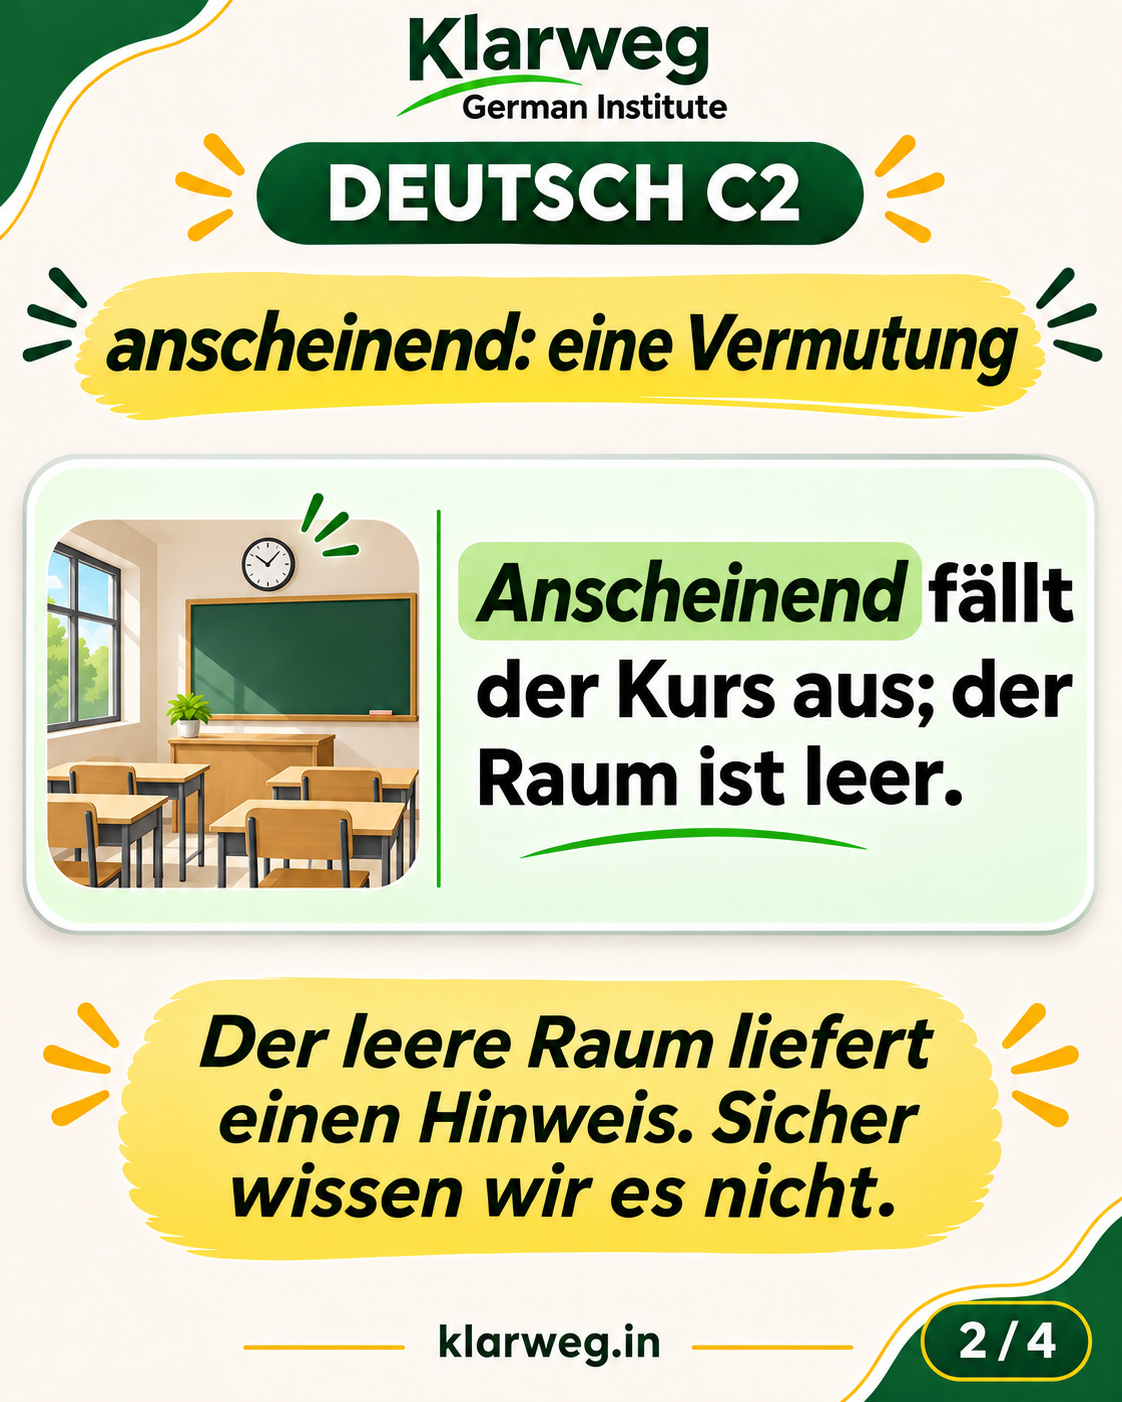 Klarweg
German Institute
DEUTSCH C2
anscheinend: eine Vermutung
Anscheinend fällt
der Kurs aus; der
Raum ist leer.
Der leere Raum liefert
einen Hinweis. Sicher
wissen wir es nicht.
klarweg.in
2 / 4